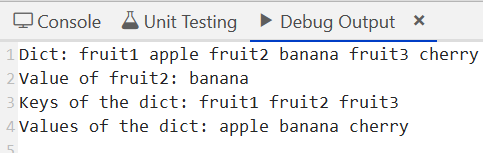 Console Unit Testing Debug Output ×
1 Dict: fruit1 apple fruit2 banana fruit3 cherry
2 Value of fruit2: banana
3 Keys of the dict: fruit1 fruit2 fruit3
4 Values of the dict: apple banana cherry
5